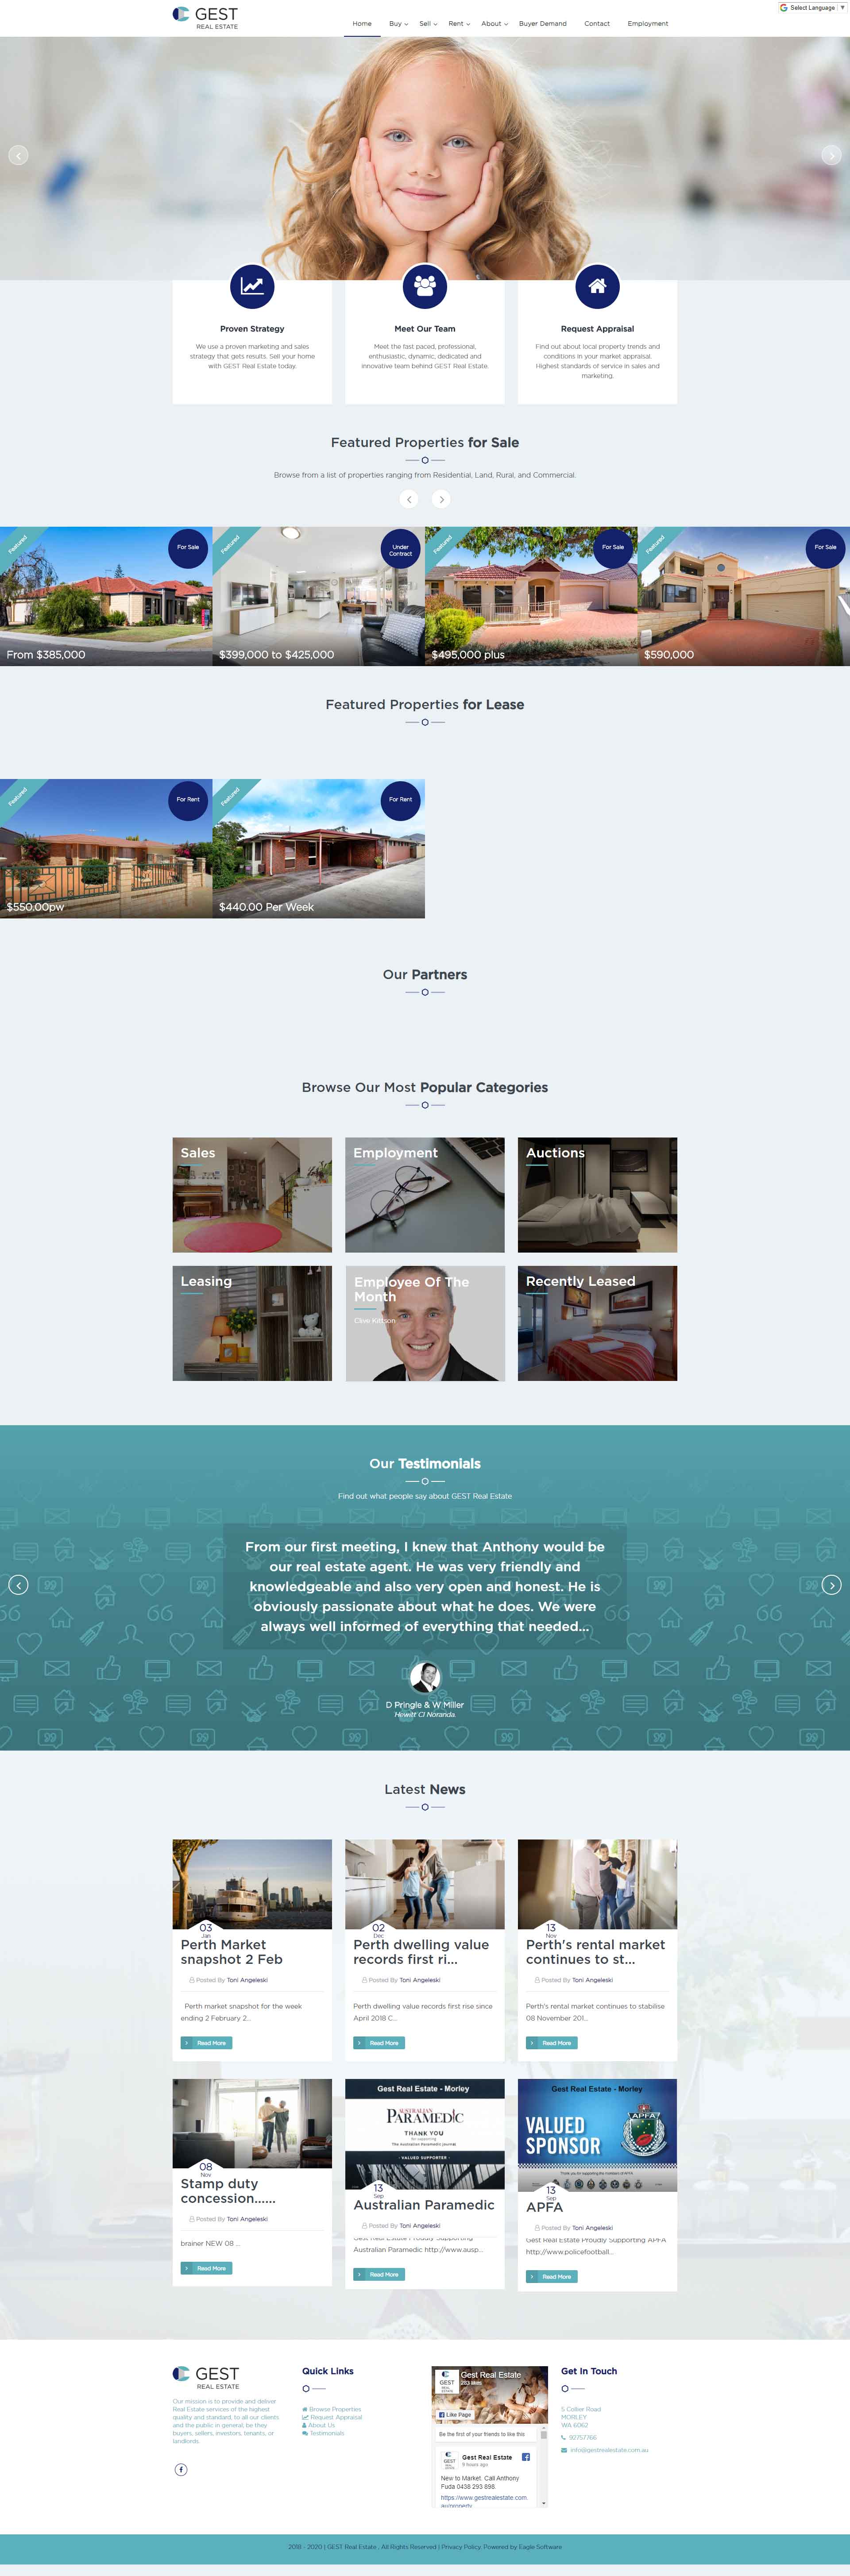 GEST
REAL ESTATE
Select Language ▼
Home Buy Sell Rent About Buyer Demand Contact Employment
Proven Strategy
We use a proven marketing and sales
strategy that gets results. Sell your home
with GEST Real Estate today.
Meet Our Team
Meet the fast paced, professional,
enthusiastic, dynamic, dedicated and
innovative team behind GEST Real Estate.
Request Appraisal
Find out about local property trends and
conditions in your market appraisal.
Highest standards of service in sales and
marketing.
Featured Properties for Sale
Browse from a list of properties ranging from Residential, Land, Rural, and Commercial.
Featured
For Sale
From $385,000
Featured
Under
Contract
$399,000 to $425,000
Featured
For Sale
$495,000 plus
Featured
For Sale
$590,000
Featured Properties for Lease
Featured
For Rent
$550.00pw
Featured
For Rent
$440.00 Per Week
Our Partners
Browse Our Most Popular Categories
Sales
Employment
Auctions
Leasing
Employee Of The
Month
Clive Kittson
Recently Leased
Our Testimonials
Find out what people say about GEST Real Estate
From our first meeting, I knew that Anthony would be
our real estate agent. He was very friendly and
knowledgeable and also very open and honest. He is
obviously passionate about what he does. We were
always well informed of everything that needed...
D Pringle & W Miller
Hewitt Cl Noranda.
Latest News
03
Jan
Perth Market
snapshot 2 Feb
Posted By Toni Angeleski
Perth market snapshot for the week
ending 2 February 2...
Read More
02
Dec
Perth dwelling value
records first ri...
Posted By Toni Angeleski
Perth dwelling value records first rise since
April 2018 C...
Read More
13
Nov
Perth's rental market
continues to st...
Posted By Toni Angeleski
Perth's rental market continues to stabilise
08 November 201...
Read More
08
Nov
Stamp duty
concession......
Posted By Toni Angeleski
brainer NEW 08 ...
Read More
Gest Real Estate - Morley
AUSTRALIAN
PARAMEDIC
THANK YOU
for supporting
The Australian Paramedic journal
- VALUED SUPPORTER -
13
Sep
Australian Paramedic
Posted By Toni Angeleski
Gest Real Estate Proudly Supporting
Australian Paramedic http://www.ausp...
Read More
Gest Real Estate - Morley
APFA
VALUED
SPONSOR
Thank you for supporting the members of APFA
13
Sep
APFA
Posted By Toni Angeleski
Gest Real Estate Proudly Supporting APFA
http://www.policefootball...
Read More
GEST
REAL ESTATE
Our mission is to provide and deliver
Real Estate services of the highest
quality and standard, to all our clients
and the public in general, be they
buyers, sellers, investors, tenants, or
landlords.
Quick Links
Browse Properties
Request Appraisal
About Us
Testimonials
GEST
REAL ESTATE
Gest Real Estate
283 likes
Like Page
Be the first of your friends to like this
GEST
Gest Real Estate
9 hours ago
New to Market. Call Anthony
Fuda 0438 293 898.
https://www.gestrealestate.com.
au/property
Get In Touch
5 Collier Road
MORLEY
WA 6062
92757766
info@gestrealestate.com.au
2018 - 2020 | GEST Real Estate , All Rights Reserved | Privacy Policy. Powered by Eagle Software